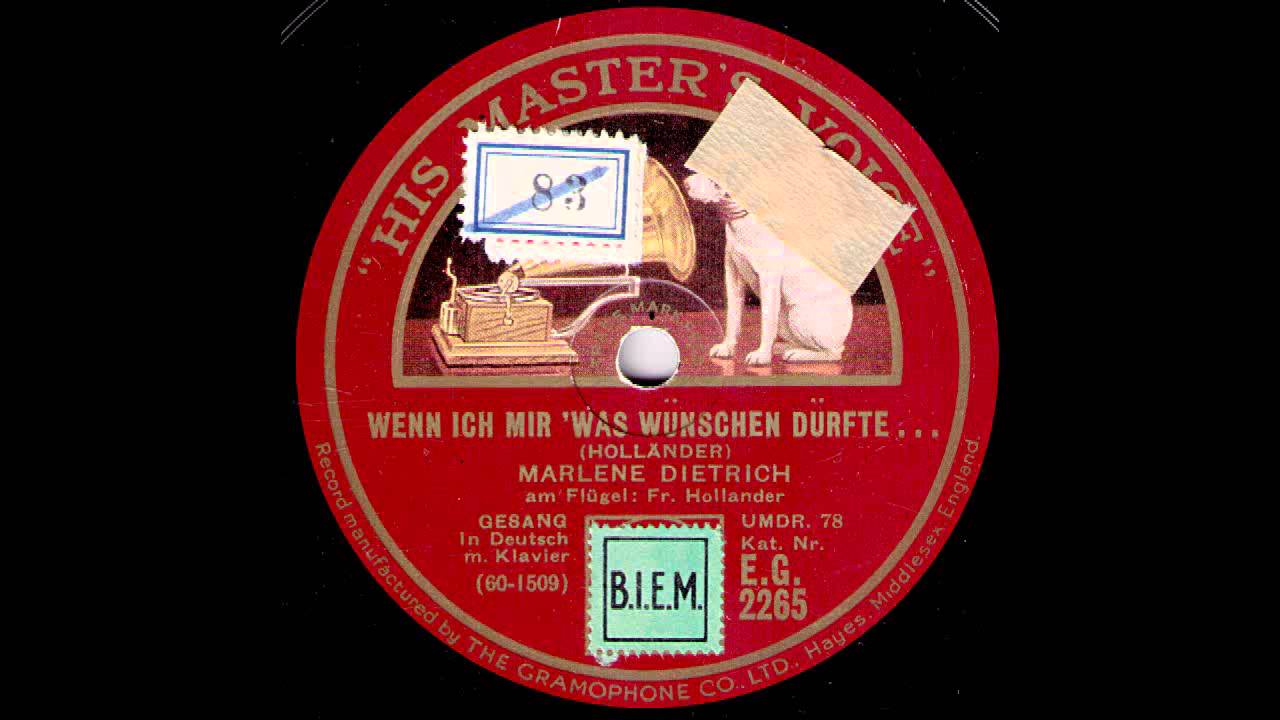 "HIS MASTER'S VOICE"
83
TRADE MARK
WENN ICH MIR 'WAS WÜNSCHEN DÜRFTE...
(HOLLÄNDER)
MARLENE DIETRICH
am Flügel: Fr. Hollander
GESANG
In Deutsch
m. Klavier
(60-1509)
B.I.E.M.
UMDR. 78
Kat. Nr.
E.G.
2265
Record manufactured by THE GRAMOPHONE CO. LTD., Hayes, Middlesex, England.